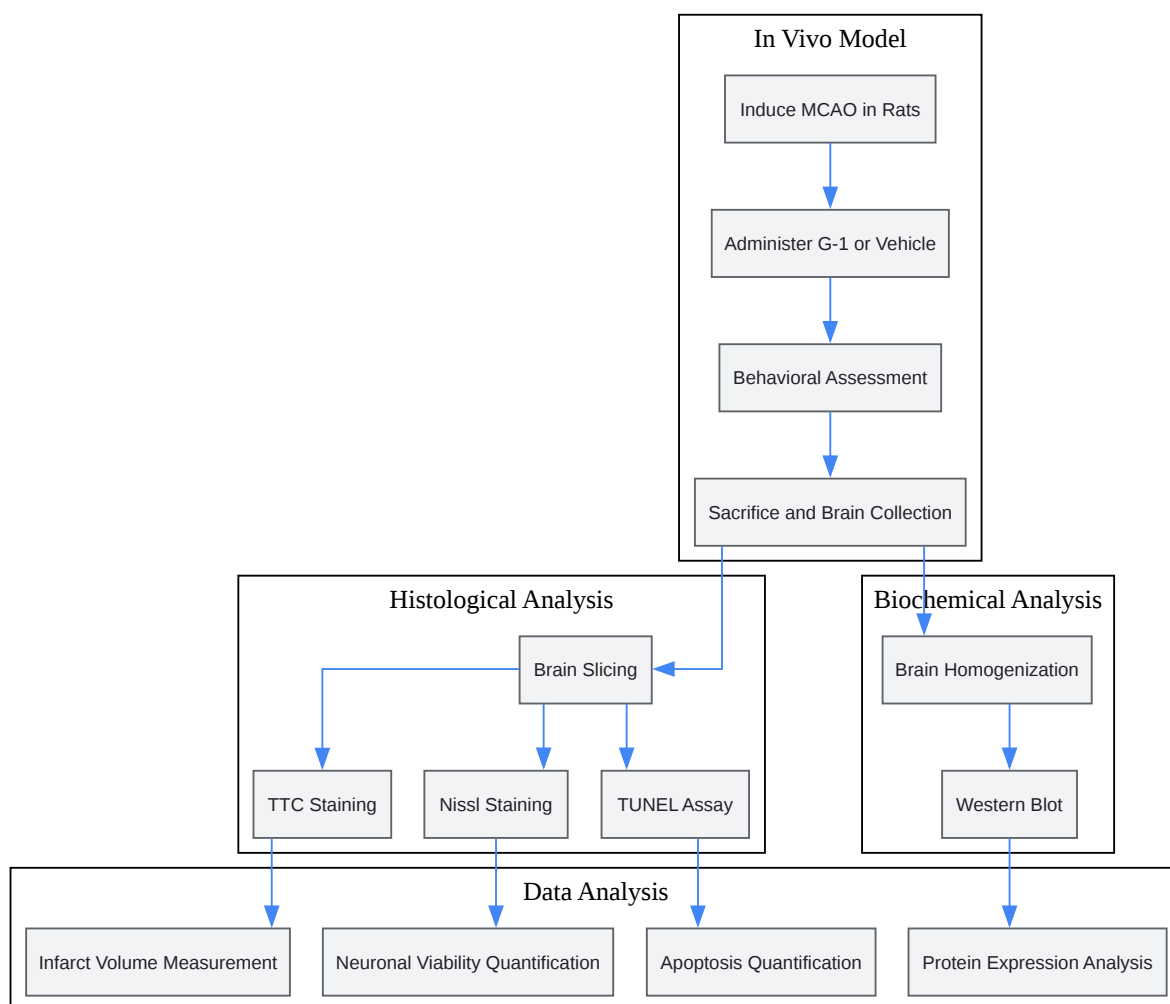 In Vivo Model
Induce MCAO in Rats
Administer G-1 or Vehicle
Behavioral Assessment
Sacrifice and Brain Collection
Histological Analysis
Biochemical Analysis
Brain Slicing
Brain Homogenization
TTC Staining
Nissl Staining
TUNEL Assay
Western Blot
Data Analysis
Infarct Volume Measurement
Neuronal Viability Quantification
Apoptosis Quantification
Protein Expression Analysis